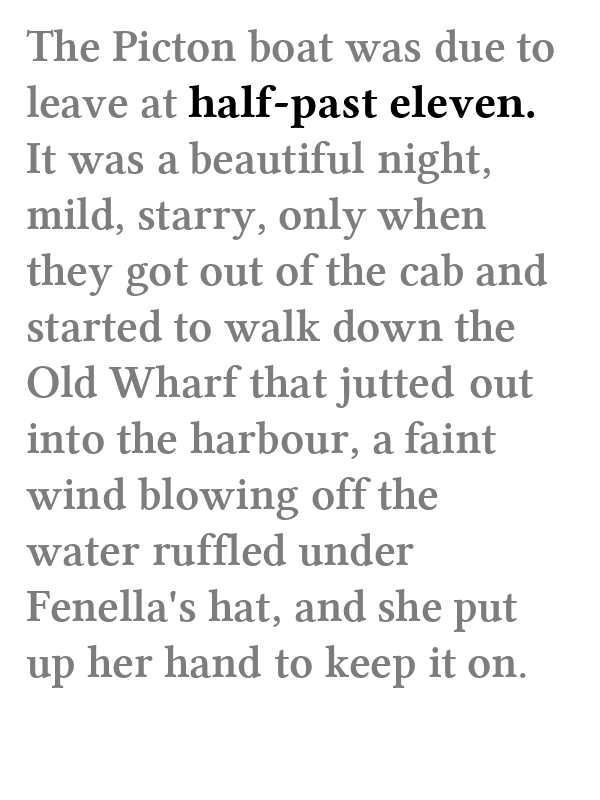 The Picton boat was due to
leave at half-past eleven.
It was a beautiful night,
mild, starry, only when
they got out of the cab and
started to walk down the
Old Wharf that jutted out
into the harbour, a faint
wind blowing off the
water ruffled under
Fenella's hat, and she put
up her hand to keep it on.